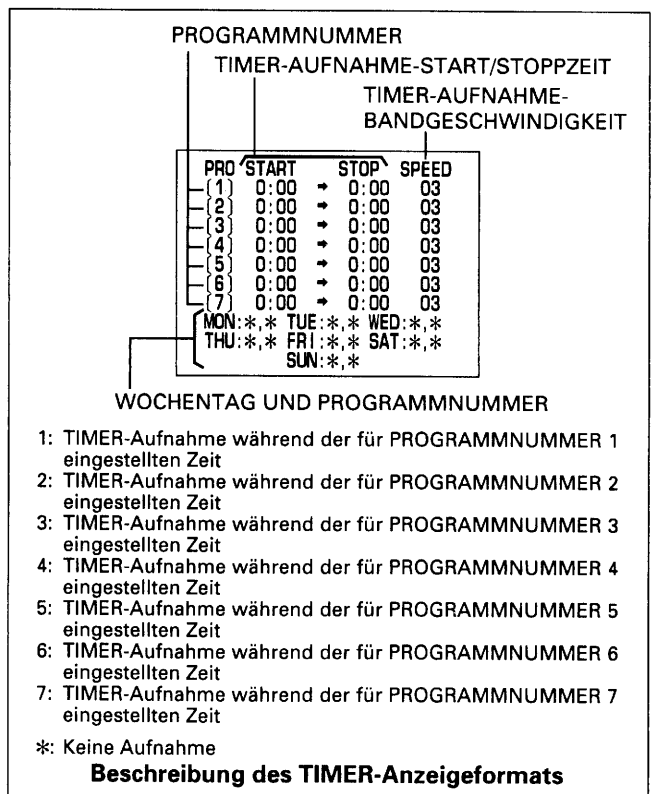 PROGRAMMNUMMER
TIMER-AUFNAHME-START/STOPPZEIT
TIMER-AUFNAHME-
BANDGESCHWINDIGKEIT
PRO START STOP SPEED
(1) 0:00 → 0:00 03
(2) 0:00 → 0:00 03
(3) 0:00 → 0:00 03
(4) 0:00 → 0:00 03
(5) 0:00 → 0:00 03
(6) 0:00 → 0:00 03
(7) 0:00 → 0:00 03
MON:*,* TUE:*,* WED:*,*
THU:*,* FRI:*,* SAT:*,*
SUN:*,*
WOCHENTAG UND PROGRAMMNUMMER
1: TIMER-Aufnahme während der für PROGRAMMNUMMER 1
eingestellten Zeit
2: TIMER-Aufnahme während der für PROGRAMMNUMMER 2
eingestellten Zeit
3: TIMER-Aufnahme während der für PROGRAMMNUMMER 3
eingestellten Zeit
4: TIMER-Aufnahme während der für PROGRAMMNUMMER 4
eingestellten Zeit
5: TIMER-Aufnahme während der für PROGRAMMNUMMER 5
eingestellten Zeit
6: TIMER-Aufnahme während der für PROGRAMMNUMMER 6
eingestellten Zeit
7: TIMER-Aufnahme während der für PROGRAMMNUMMER 7
eingestellten Zeit
*: Keine Aufnahme
Beschreibung des TIMER-Anzeigeformats